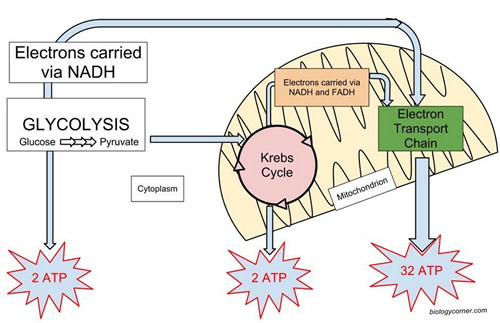 Electrons carried
via NADH
GLYCOLYSIS
Glucose Pyruvate
Electrons carried via
NADH and FADH
Electron
Transport
Chain
Krebs
Cycle
Cytoplasm
Mitochondrion
2 ATP
2 ATP
32 ATP
biologycorner.com